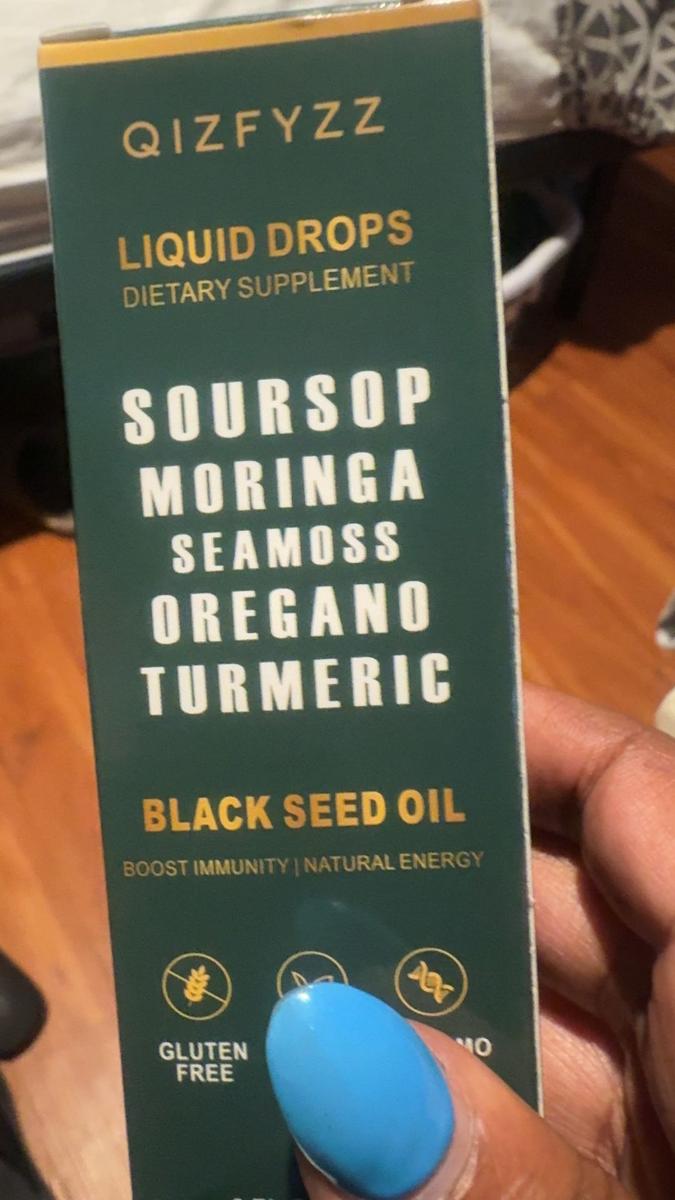 QIZFYZZ
LIQUID DROPS
DIETARY SUPPLEMENT
SOURSOP
MORINGA
SEAMOSS
OREGANO
TURMERIC
BLACK SEED OIL
BOOST IMMUNITY | NATURAL ENERGY
GLUTEN
FREE